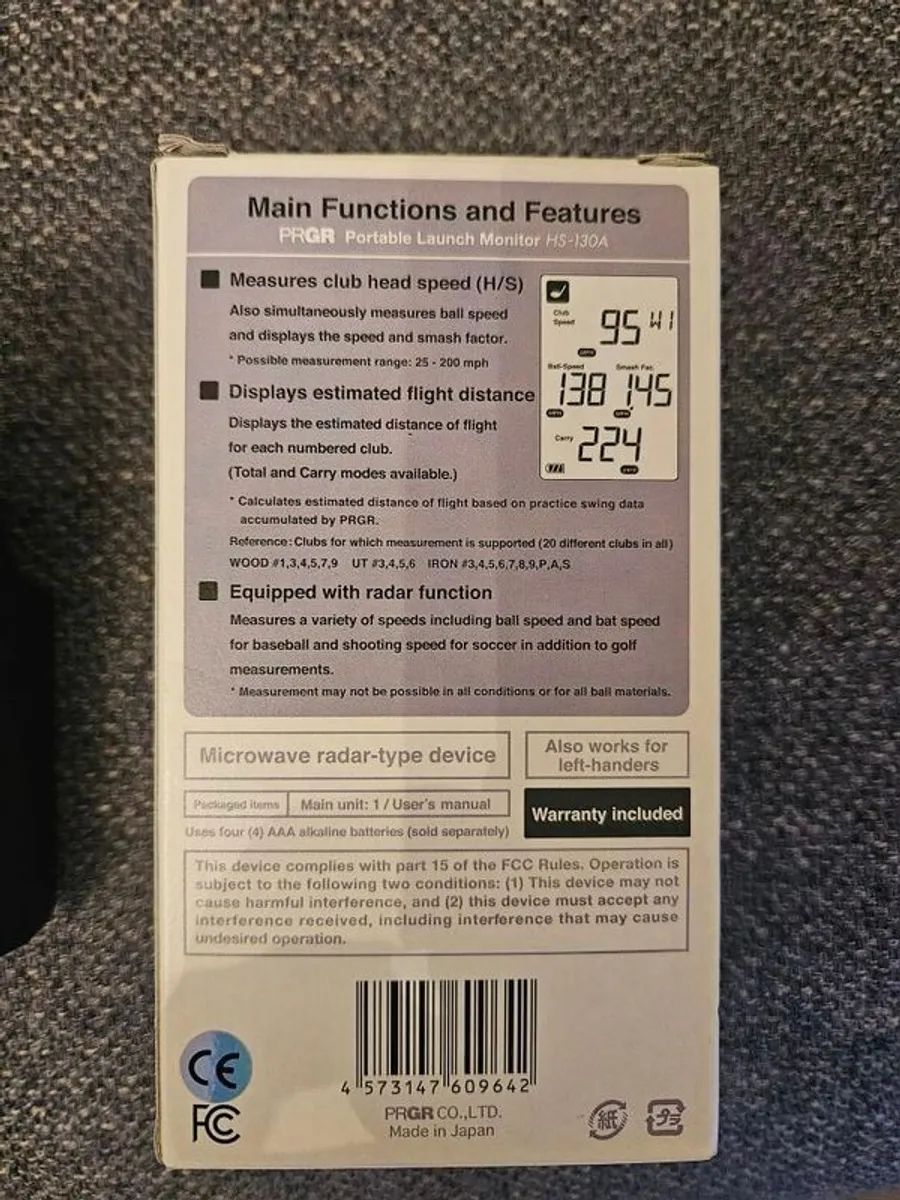 Main Functions and Features
PRGR Portable Launch Monitor HS-130A
■ Measures club head speed (H/S)
Also simultaneously measures ball speed
and displays the speed and smash factor.
* Possible measurement range: 25 - 200 mph
Club
Speed
95 W1
MPH
Ball-Speed Smash Fac.
138 1.45
MPH
Carry 224
■ Displays estimated flight distance
Displays the estimated distance of flight
for each numbered club.
(Total and Carry modes available.)
* Calculates estimated distance of flight based on practice swing data
accumulated by PRGR.
Reference: Clubs for which measurement is supported (20 different clubs in all)
WOOD #1,3,4,5,7,9 UT #3,4,5,6 IRON #3,4,5,6,7,8,9,P,A,S
■ Equipped with radar function
Measures a variety of speeds including ball speed and bat speed
for baseball and shooting speed for soccer in addition to golf
measurements.
* Measurement may not be possible in all conditions or for all ball materials.
Microwave radar-type device
Also works for
left-handers
Packaged items Main unit: 1 / User's manual
Uses four (4) AAA alkaline batteries (sold separately)
Warranty included
This device complies with part 15 of the FCC Rules. Operation is
subject to the following two conditions: (1) This device may not
cause harmful interference, and (2) this device must accept any
interference received, including interference that may cause
undesired operation.
CE
FC
4 573147 609642
PRGR CO.,LTD.
Made in Japan
紙
プラ